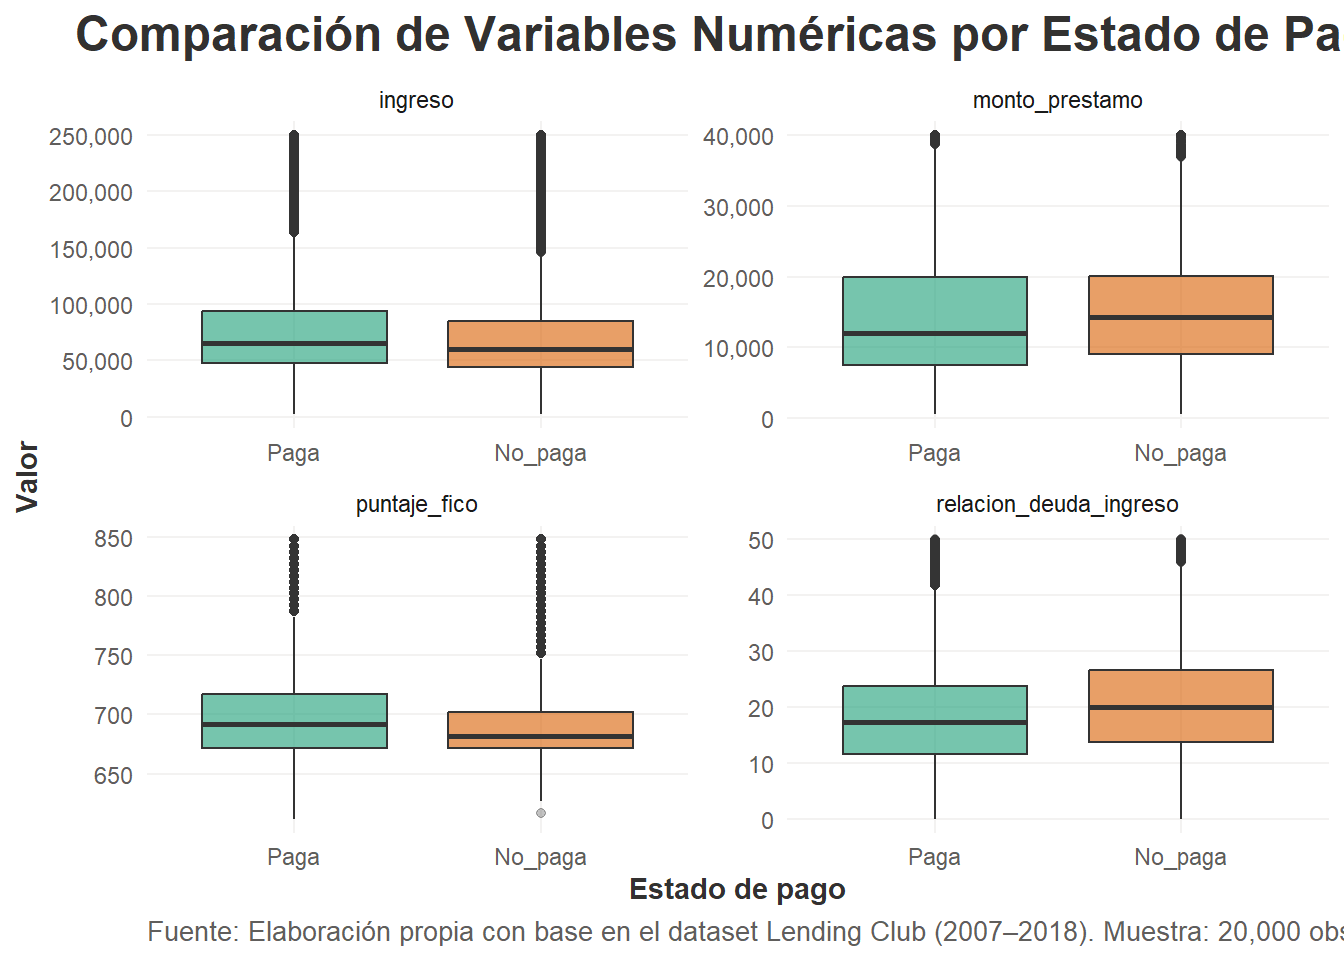 Comparación de Variables Numéricas por Estado de Pa
ingreso
250,000
200,000
150,000
100,000
50,000
0
Paga No_paga
monto_prestamo
40,000
30,000
20,000
10,000
0
Paga No_paga
Valor
puntaje_fico
850
800
750
700
650
Paga No_paga
relacion_deuda_ingreso
50
40
30
20
10
0
Paga No_paga
Estado de pago
Fuente: Elaboración propia con base en el dataset Lending Club (2007–2018). Muestra: 20,000 obs